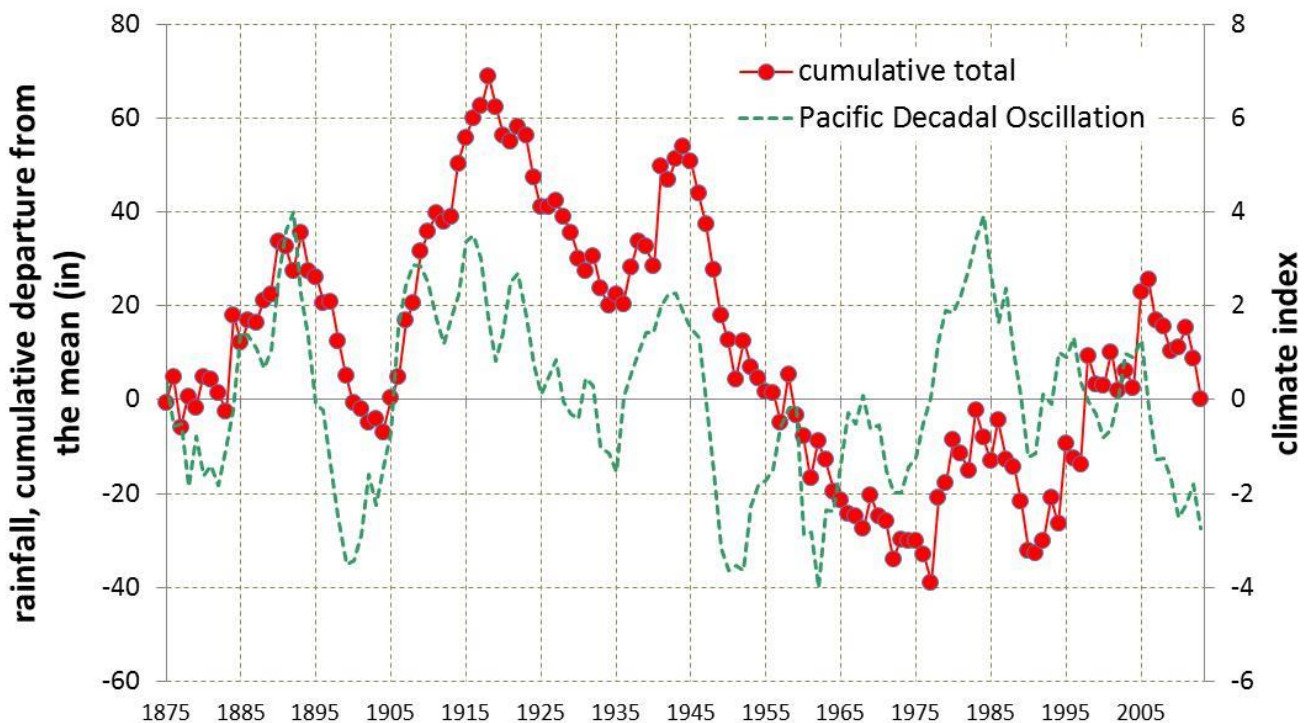 80
60
40
20
0
-20
-40
-60
rainfall, cumulative departure from
the mean (in)
cumulative total
Pacific Decadal Oscillation
8
6
4
2
0
-2
-4
-6
climate index
1875 1885 1895 1905 1915 1925 1935 1945 1955 1965 1975 1985 1995 2005